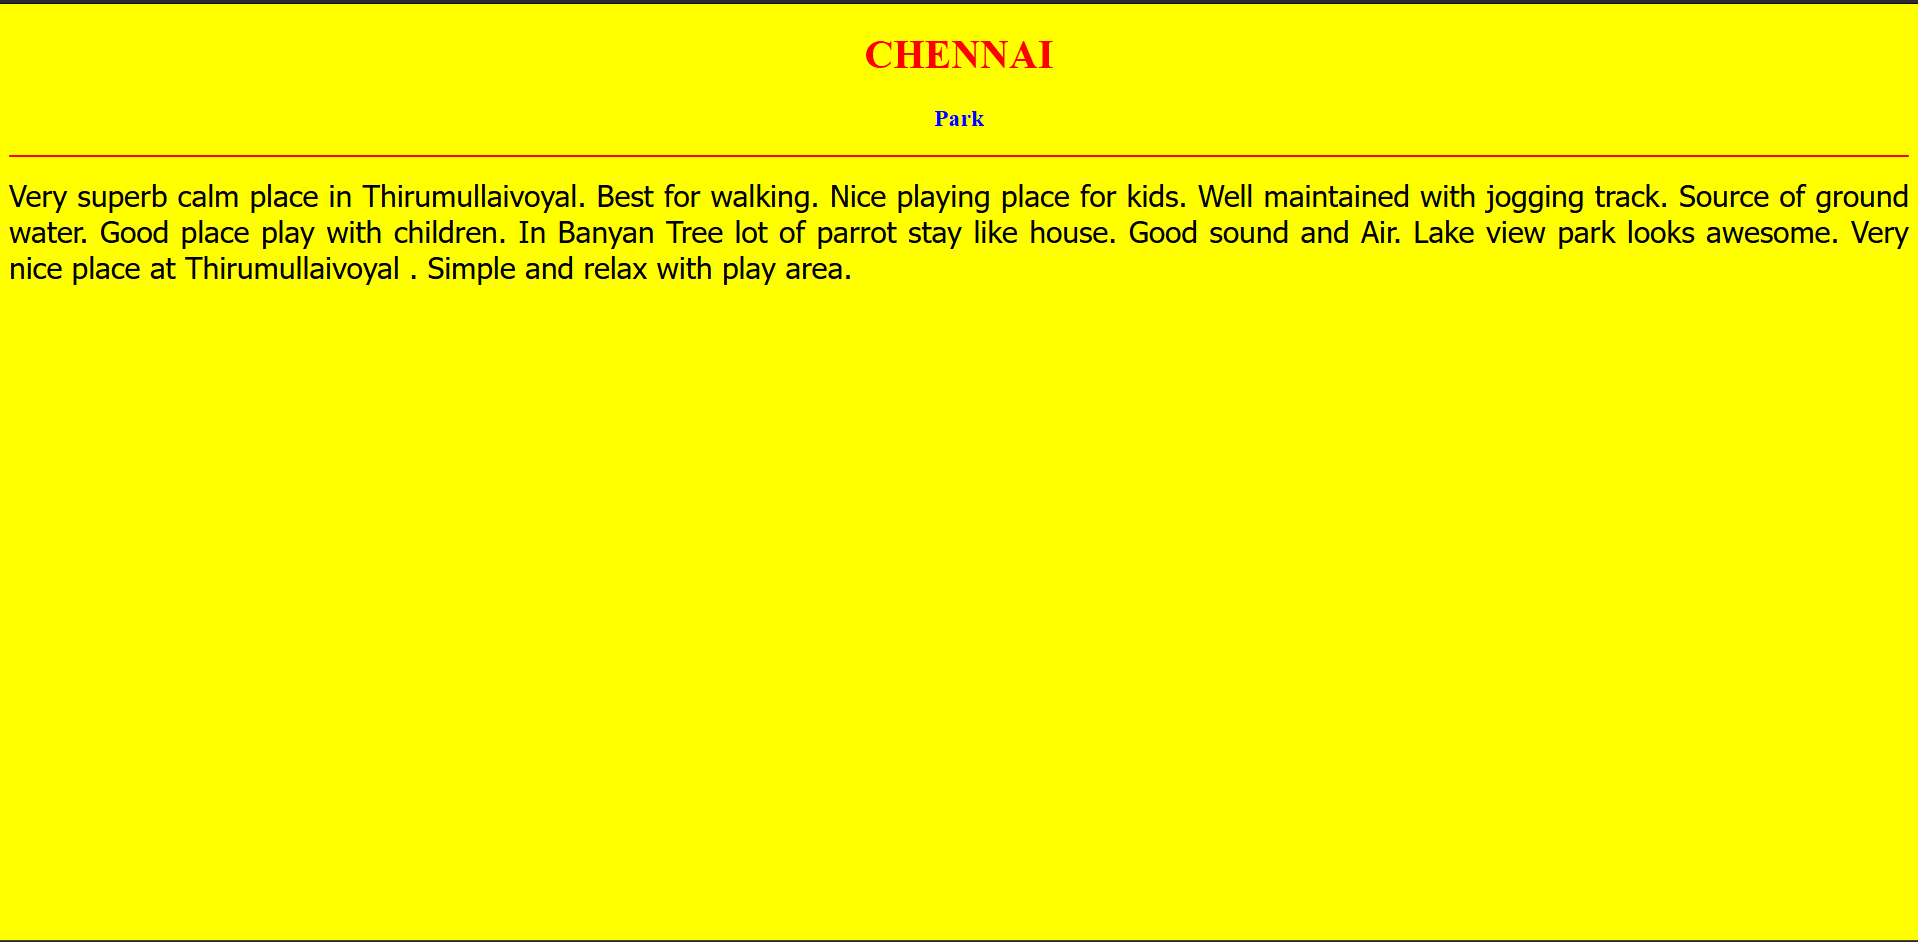 CHENNAI
Park
Very superb calm place in Thirumullaivoyal. Best for walking. Nice playing place for kids. Well maintained with jogging track. Source of ground
water. Good place play with children. In Banyan Tree lot of parrot stay like house. Good sound and Air. Lake view park looks awesome. Very
nice place at Thirumullaivoyal . Simple and relax with play area.